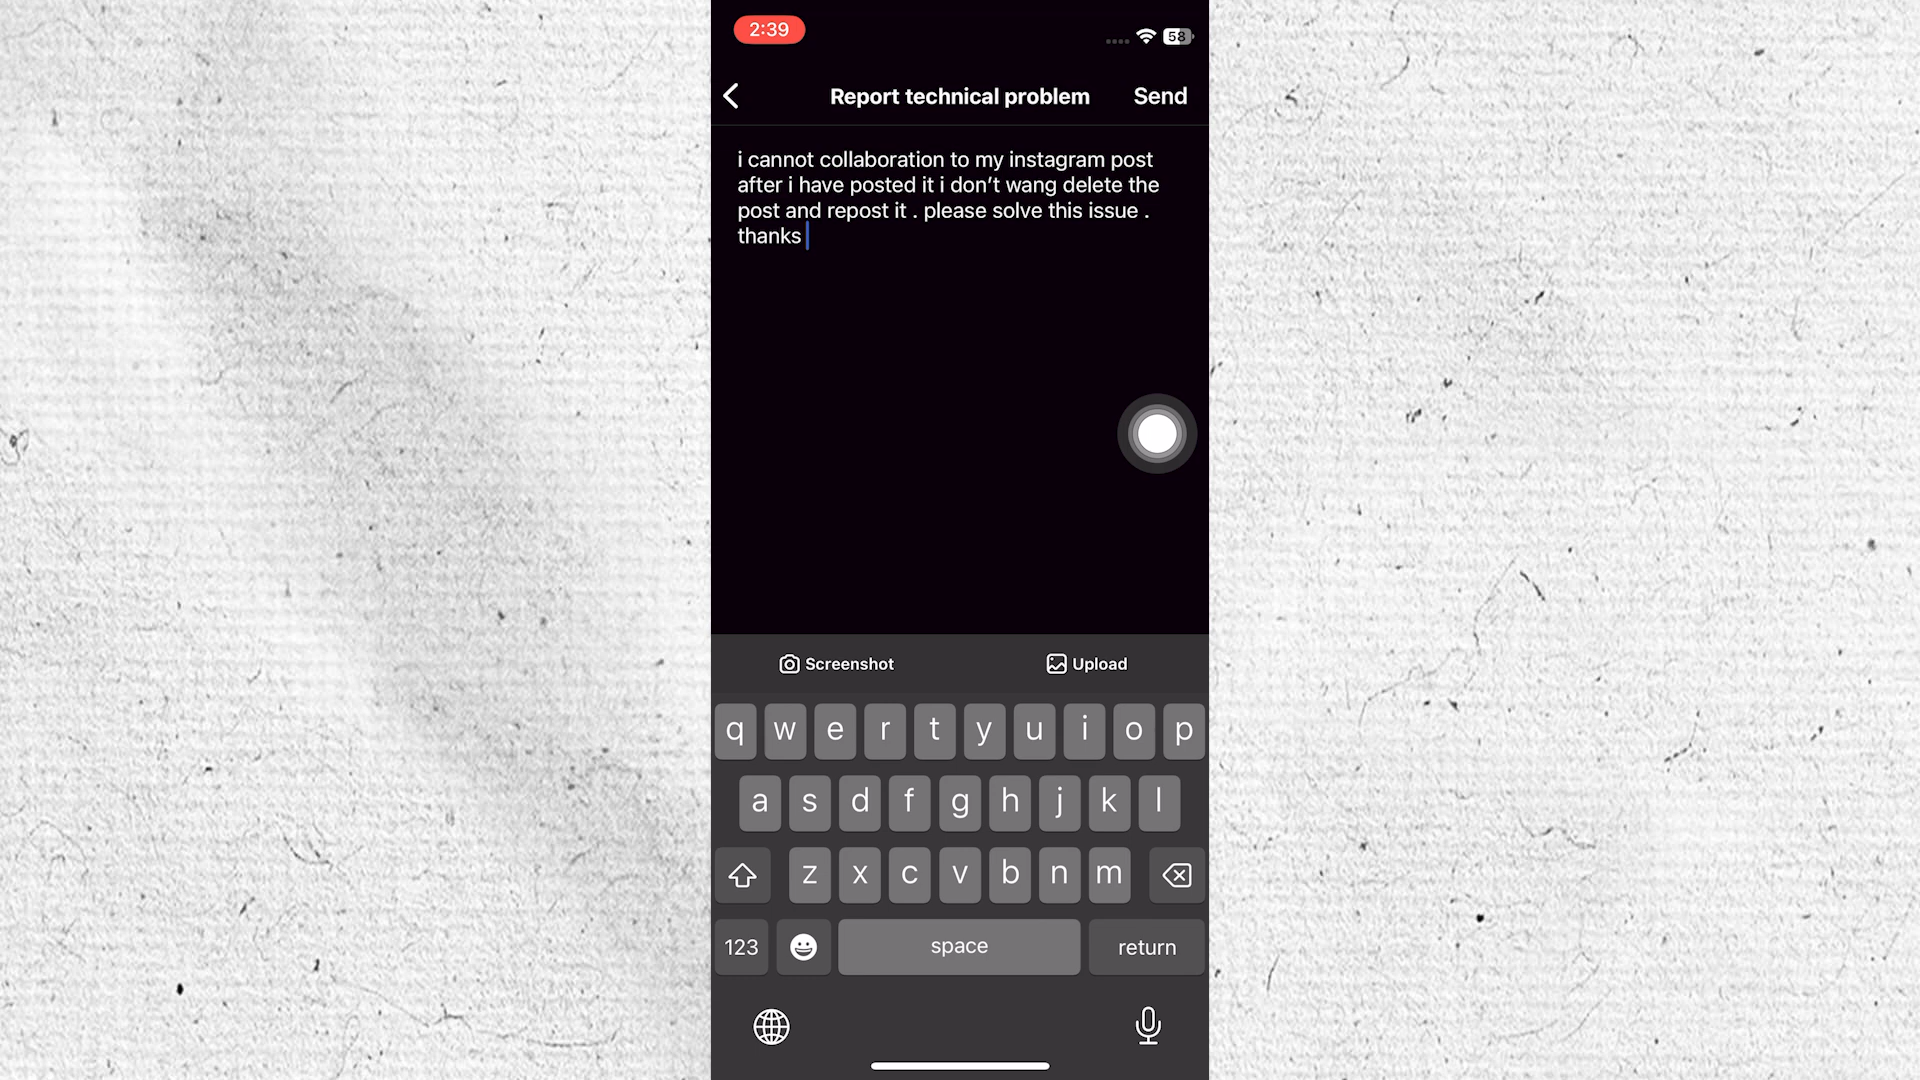 2:39
58
Report technical problem
Send
i cannot collaboration to my instagram post
after i have posted it i don’t wang delete the
post and repost it . please solve this issue .
thanks
Screenshot
Upload
q w e r t y u i o p
a s d f g h j k l
z x c v b n m
123
space
return